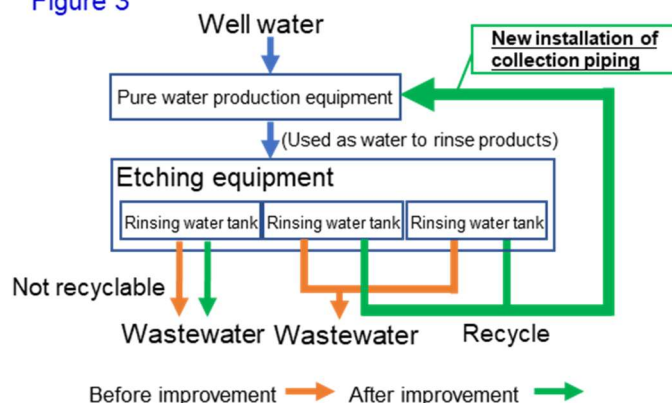 Figure 3
Well water
New installation of
collection piping
Pure water production equipment
(Used as water to rinse products)
Etching equipment
Rinsing water tank
Rinsing water tank
Rinsing water tank
Not recyclable
Wastewater
Wastewater
Recycle
Before improvement
After improvement